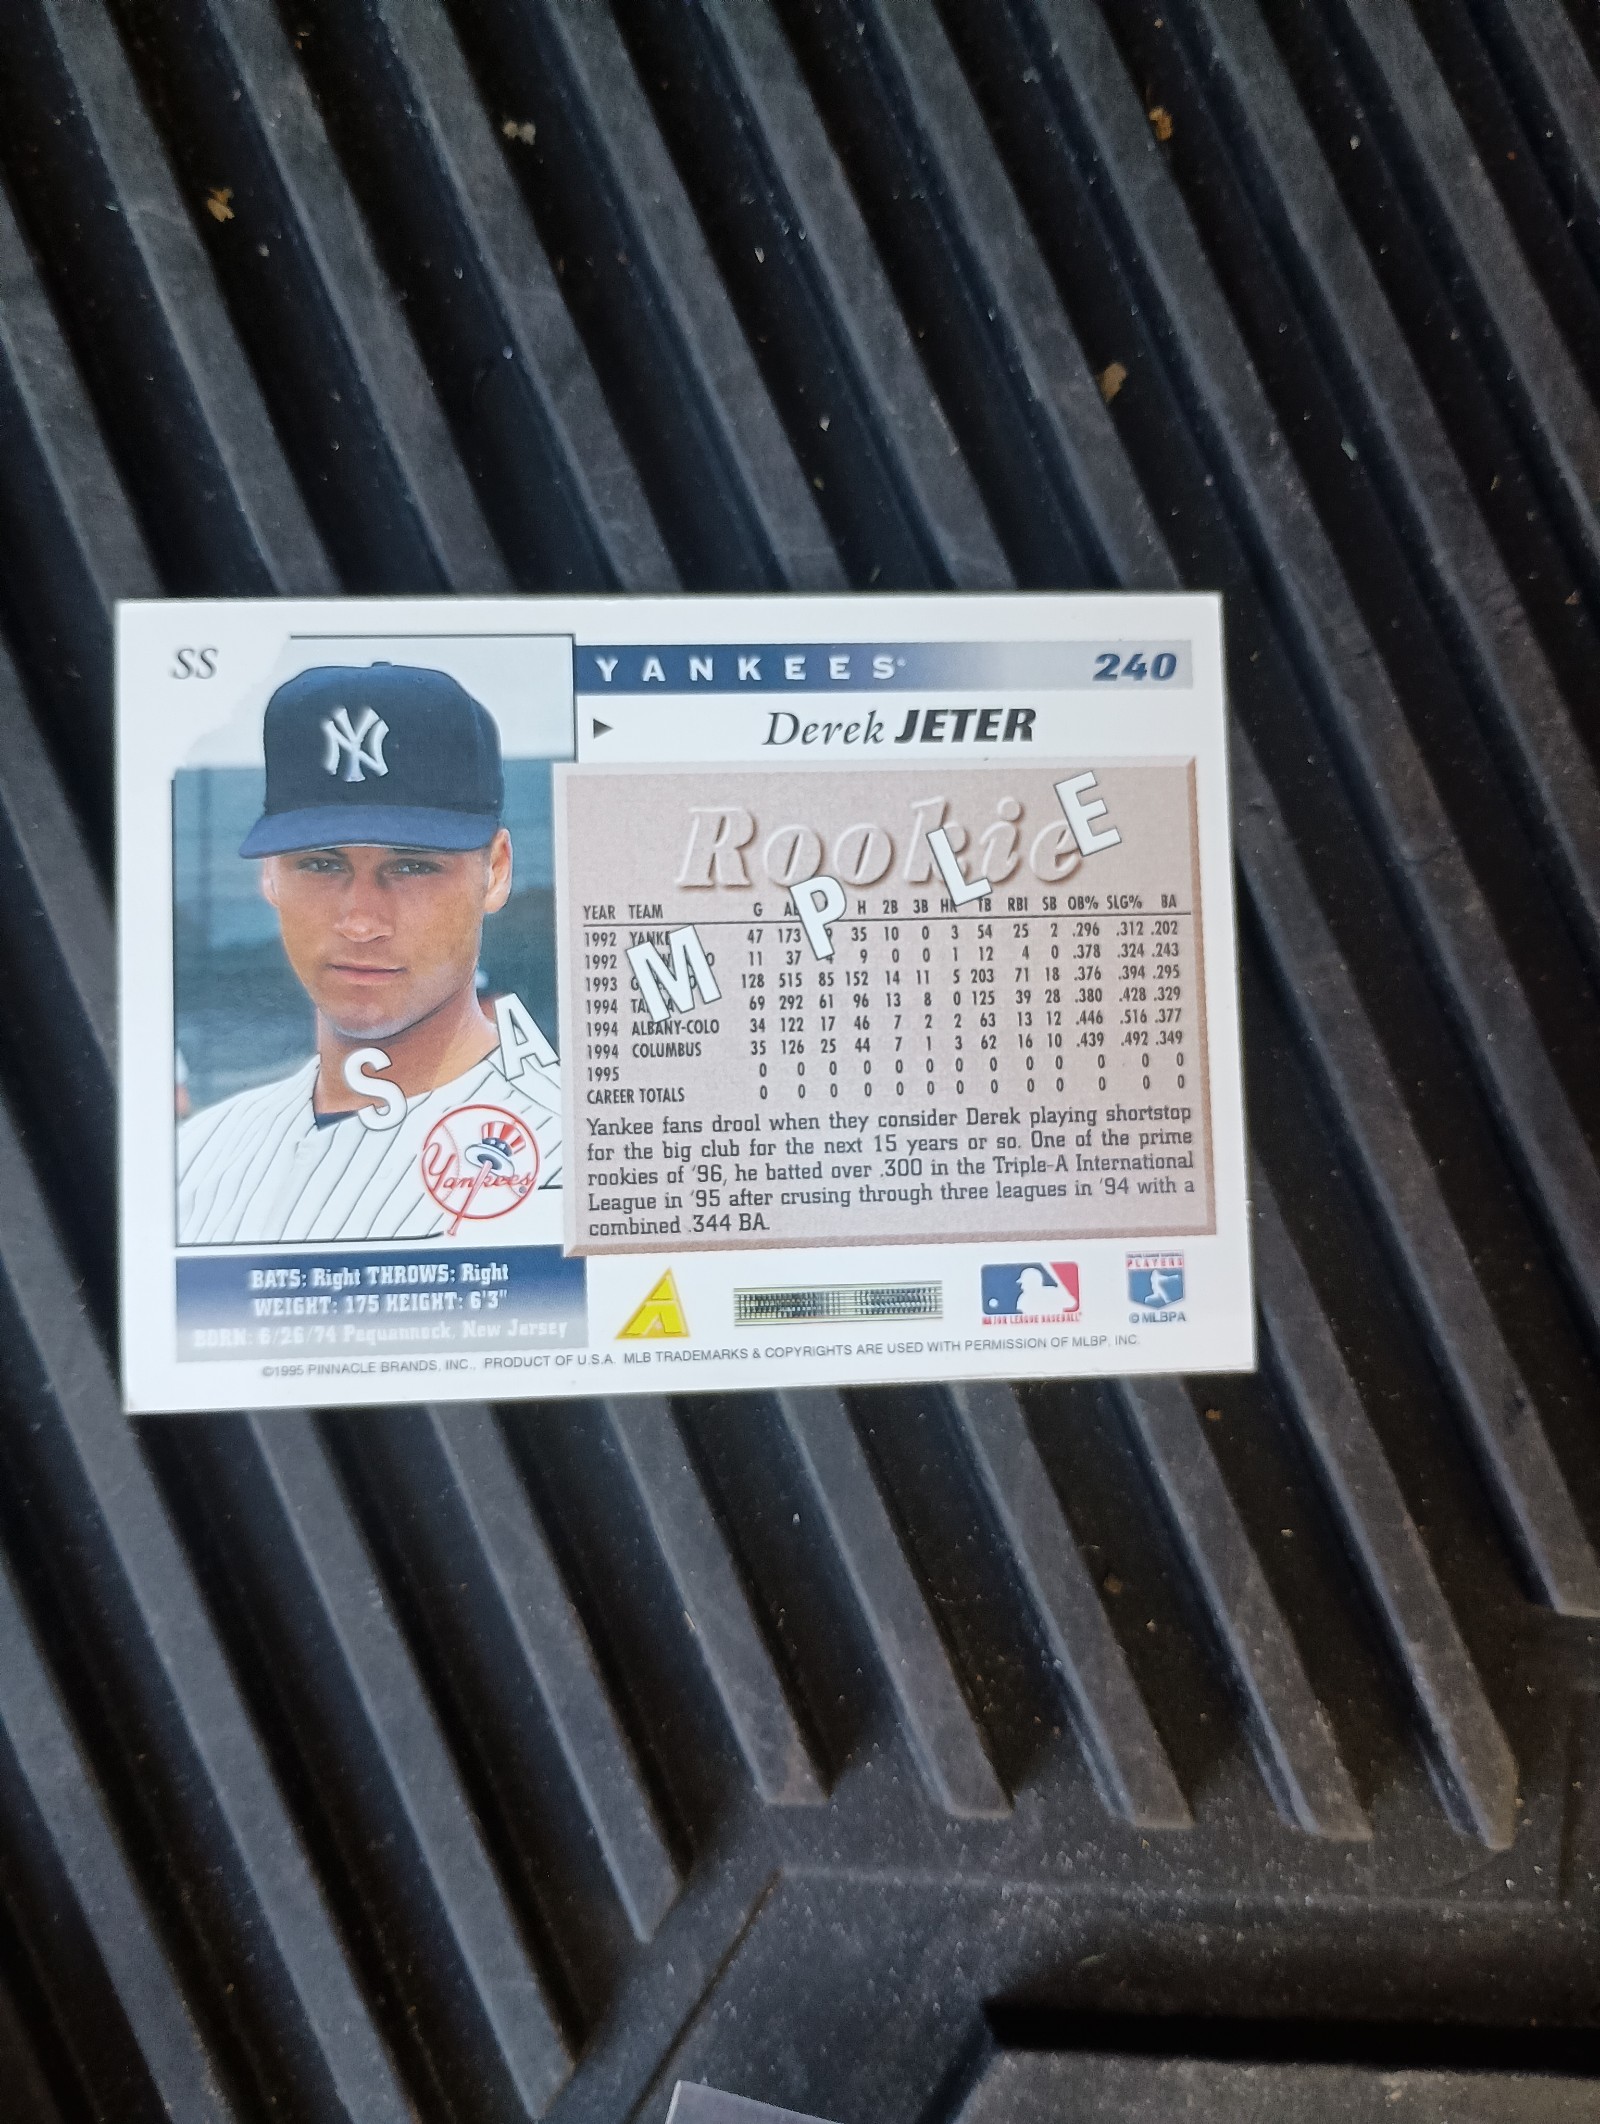 SS
YANKEES
240
Derek JETER
Rookie
SAMPLE
YEAR TEAM G H 2B 3B TB RBI SB OB% SLG% BA
1992 47 173 35 10 0 3 54 25 2 .296 .312 .202
1992 11 37 9 0 0 1 12 4 0 .378 .324 .243
1993 128 515 85 152 14 11 5 203 71 18 .376 .394 .295
1994 69 292 61 96 13 8 0 125 39 28 .380 .428 .329
1994 ALBANY-COLO 34 122 17 46 7 2 2 63 13 12 .446 .516 .377
1994 COLUMBUS 35 126 25 44 7 1 3 62 16 10 .439 .492 .349
1995 0 0 0 0 0 0 0 0 0 0 0 0 0
CAREER TOTALS 0 0 0 0 0 0 0 0 0 0 0 0 0
Yankee fans drool when they consider Derek playing shortstop
for the big club for the next 15 years or so. One of the prime
rookies of '96, he batted over .300 in the Triple-A International
League in '95 after crusing through three leagues in '94 with a
combined .344 BA.
Yankees
BATS: Right THROWS: Right
WEIGHT: 175 HEIGHT: 6'3"
BORN: 6/26/74 Pequannock, New Jersey
MAJOR LEAGUE BASEBALL
PLAYERS
© MLBPA
©1995 PINNACLE BRANDS, INC., PRODUCT OF U.S.A. MLB TRADEMARKS & COPYRIGHTS ARE USED WITH PERMISSION OF MLBP, INC.